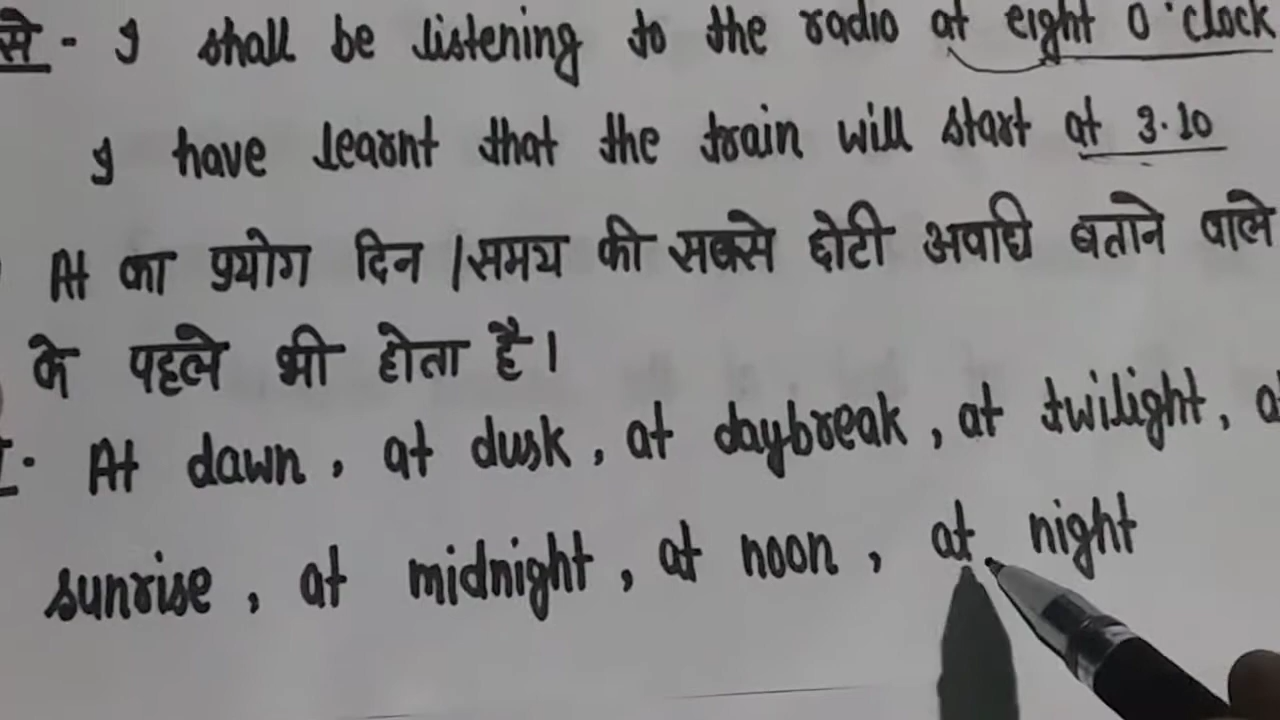 से - I shall be listening to the radio at eight o'clock
I have learnt that the train will start at 3.10
At का प्रयोग दिन / समय की सबसे छोटी अवधि बताने वाले
के पहले भी होता है।
At dawn, at dusk, at daybreak, at twilight,
sunrise, at midnight, at noon, at night